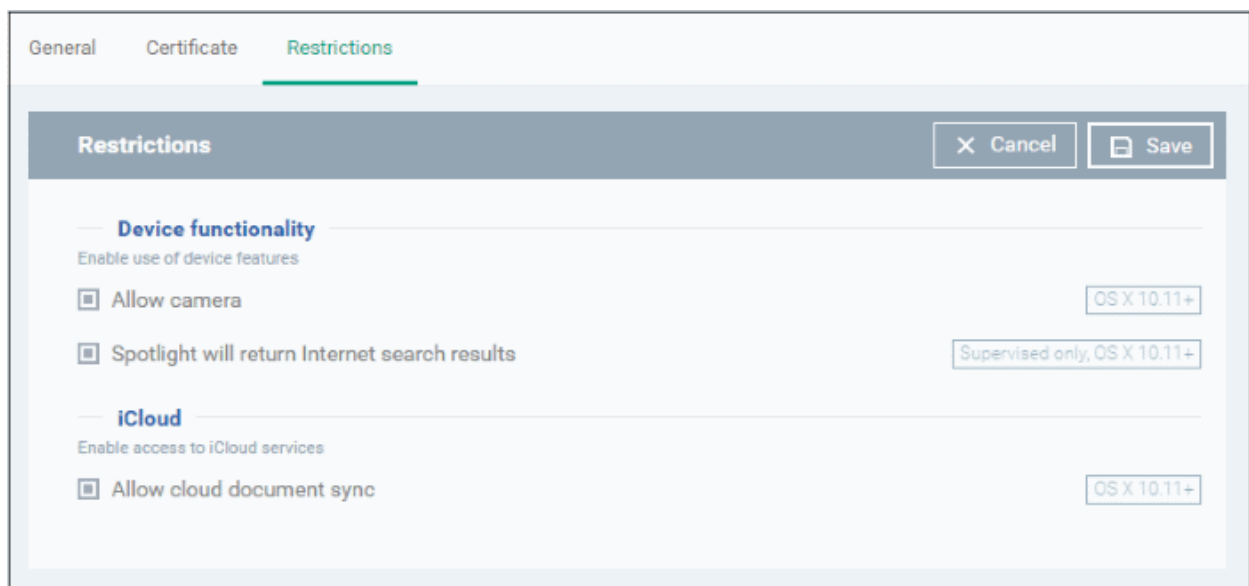 General Certificate Restrictions
Restrictions Cancel Save
Device functionality
Enable use of device features
Allow camera OS X 10.11+
Spotlight will return Internet search results Supervised only, OS X 10.11+
iCloud
Enable access to iCloud services
Allow cloud document sync OS X 10.11+